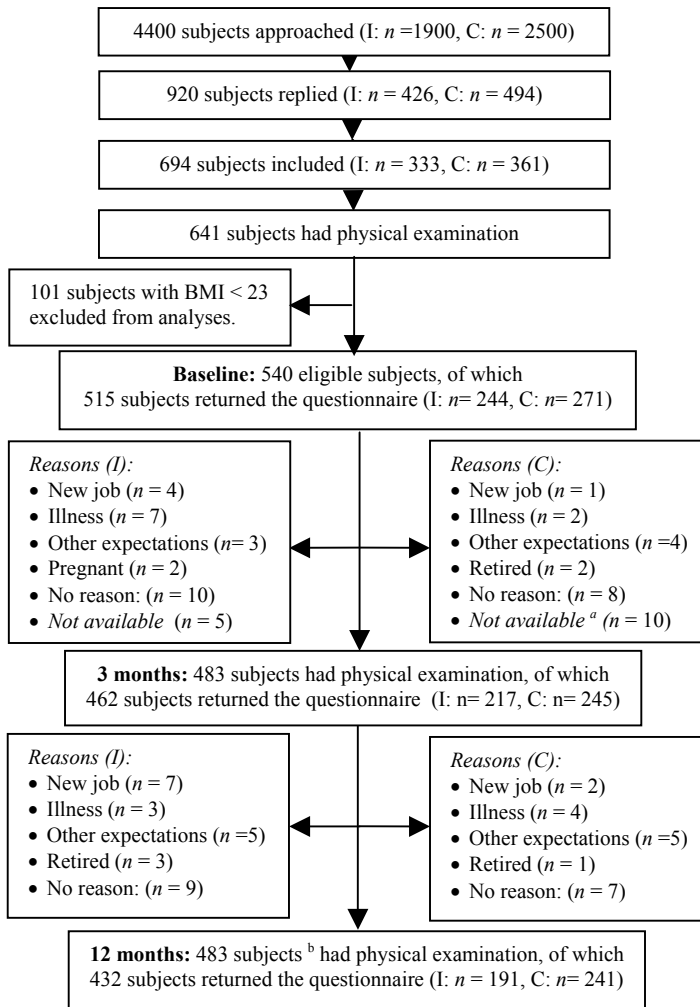 4400 subjects approached (I: n =1900, C: n = 2500)
920 subjects replied (I: n = 426, C: n = 494)
694 subjects included (I: n = 333, C: n = 361)
641 subjects had physical examination
101 subjects with BMI < 23
excluded from analyses.
Baseline: 540 eligible subjects, of which
515 subjects returned the questionnaire (I: n= 244, C: n= 271)
Reasons (I):
• New job (n = 4)
• Illness (n = 7)
• Other expectations (n= 3)
• Pregnant (n = 2)
• No reason: (n = 10)
• Not available (n = 5)
Reasons (C):
• New job (n = 1)
• Illness (n = 2)
• Other expectations (n =4)
• Retired (n = 2)
• No reason: (n = 8)
• Not available a (n = 10)
3 months: 483 subjects had physical examination, of which
462 subjects returned the questionnaire (I: n= 217, C: n= 245)
Reasons (I):
• New job (n = 7)
• Illness (n = 3)
• Other expectations (n =5)
• Retired (n = 3)
• No reason: (n = 9)
Reasons (C):
• New job (n = 2)
• Illness (n = 4)
• Other expectations (n =5)
• Retired (n = 1)
• No reason: (n = 7)
12 months: 483 subjects b had physical examination, of which
432 subjects returned the questionnaire (I: n = 191, C: n= 241)